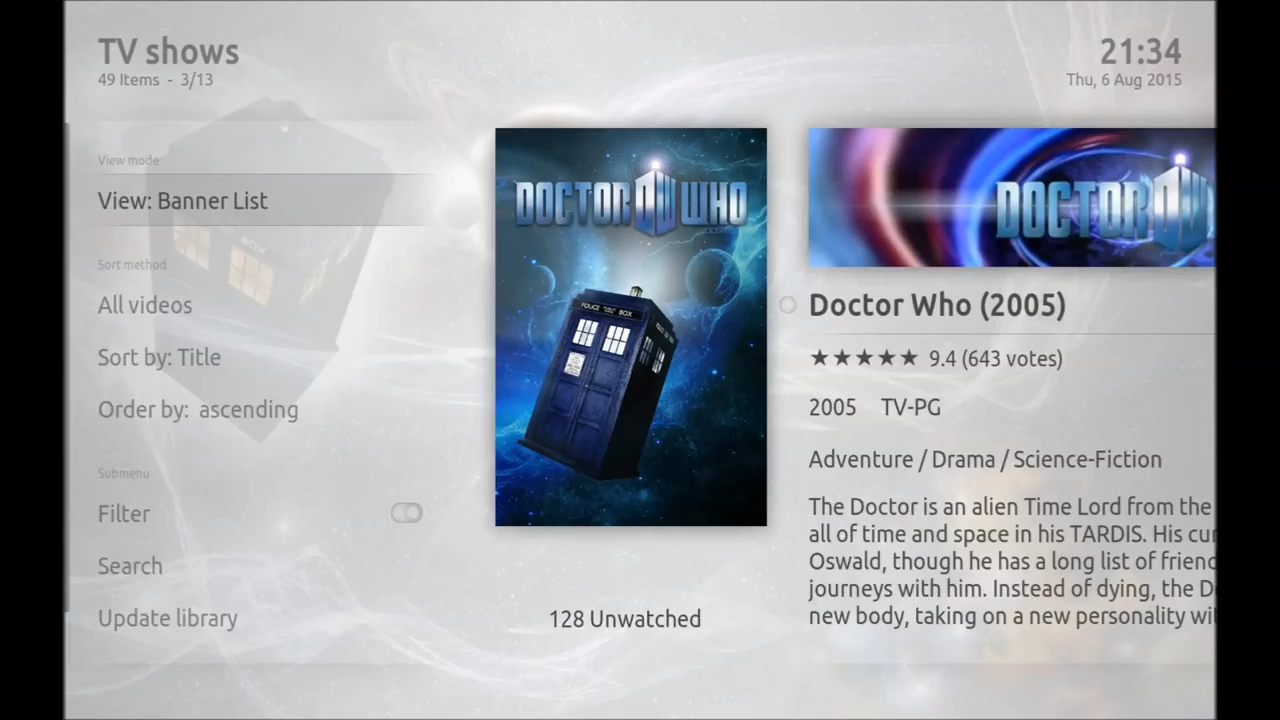 TV shows
49 Items - 3/13
21:34
Thu, 6 Aug 2015
View mode
View: Banner List
Sort method
All videos
Sort by: Title
Order by: ascending
Submenu
Filter
Search
Update library
DOCTOR WHO
POLICE BOX
128 Unwatched
DOCTOR
Doctor Who (2005)
9.4 (643 votes)
2005 TV-PG
Adventure / Drama / Science-Fiction
The Doctor is an alien Time Lord from the
all of time and space in his TARDIS. His cur
Oswald, though he has a long list of friend
journeys with him. Instead of dying, the D
new body, taking on a new personality wi